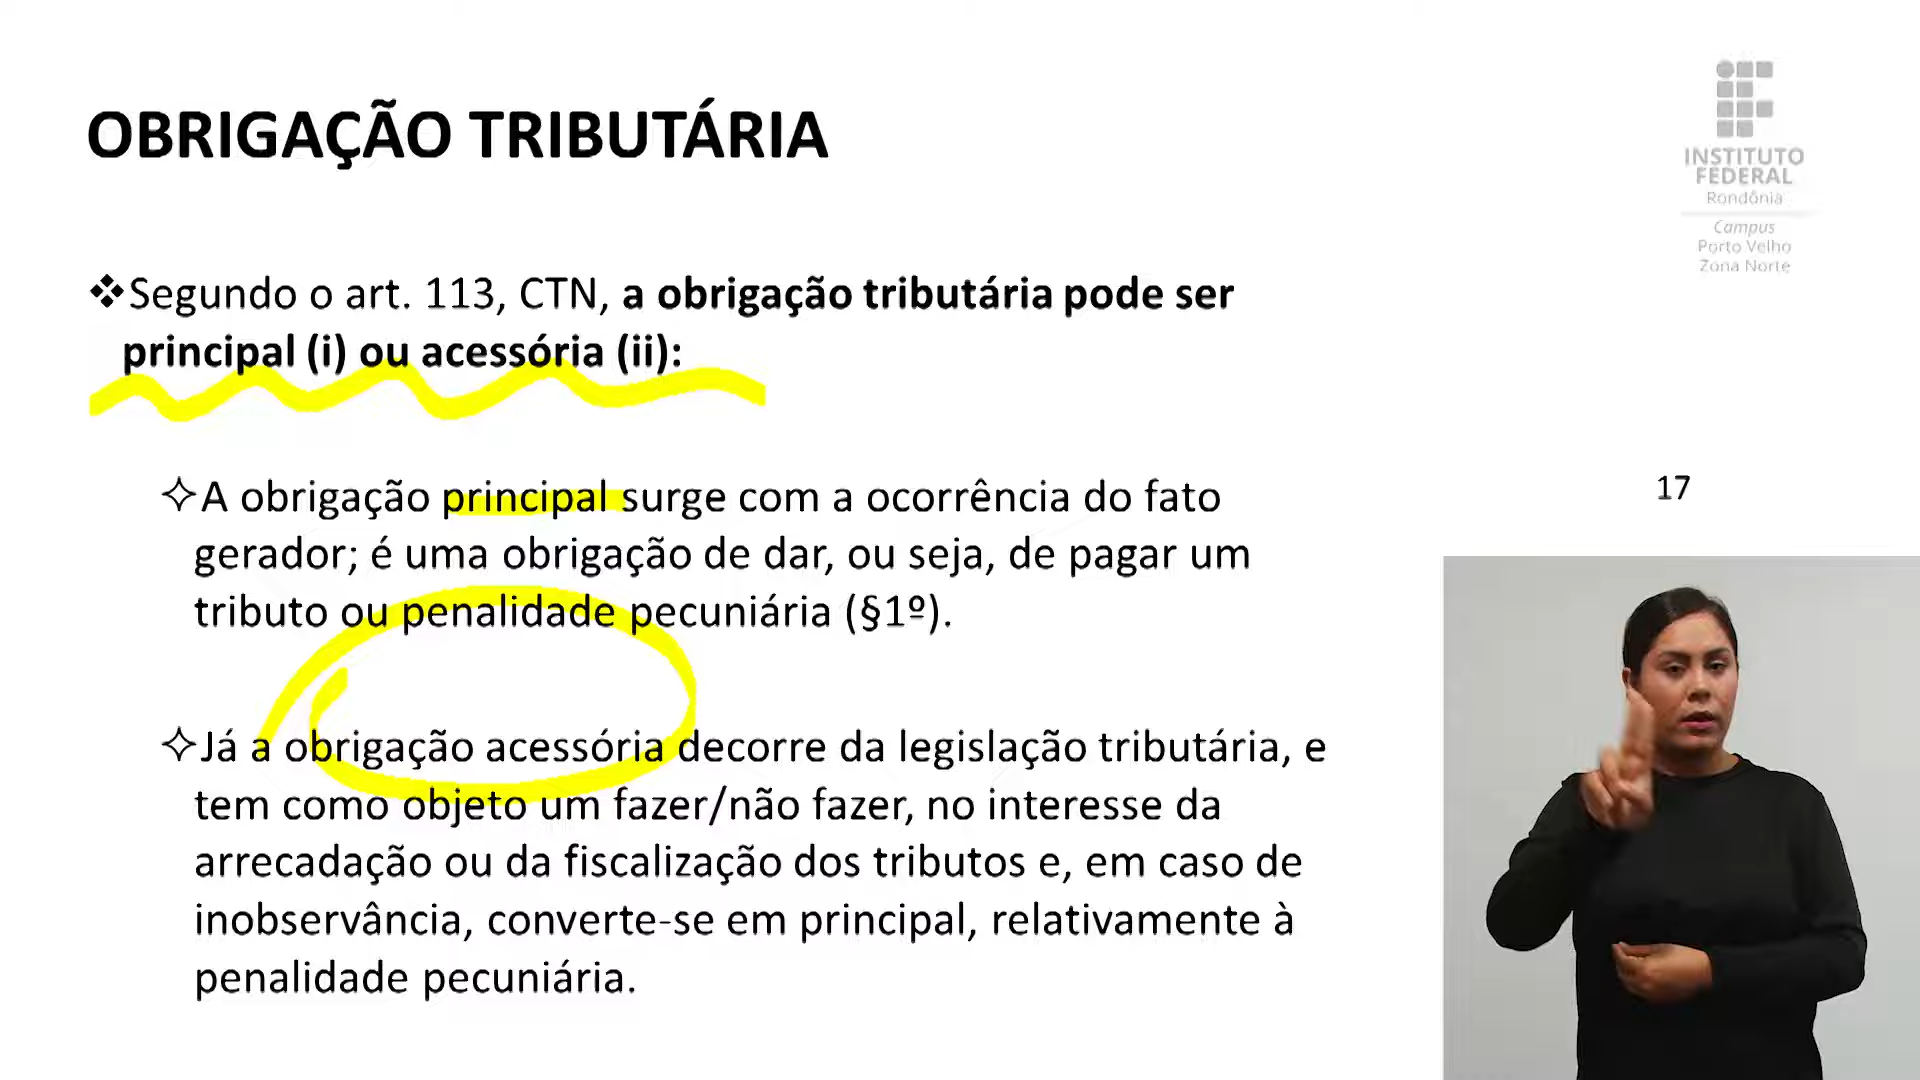 OBRIGAÇÃO TRIBUTÁRIA
INSTITUTO
FEDERAL
Rondônia
Campus
Porto Velho
Zona Norte
❖Segundo o art. 113, CTN, a obrigação tributária pode ser
principal (i) ou acessória (ii):
✧A obrigação principal surge com a ocorrência do fato
gerador; é uma obrigação de dar, ou seja, de pagar um
tributo ou penalidade pecuniária (§1º).
17
✧Já a obrigação acessória decorre da legislação tributária, e
tem como objeto um fazer/não fazer, no interesse da
arrecadação ou da fiscalização dos tributos e, em caso de
inobservância, converte-se em principal, relativamente à
penalidade pecuniária.